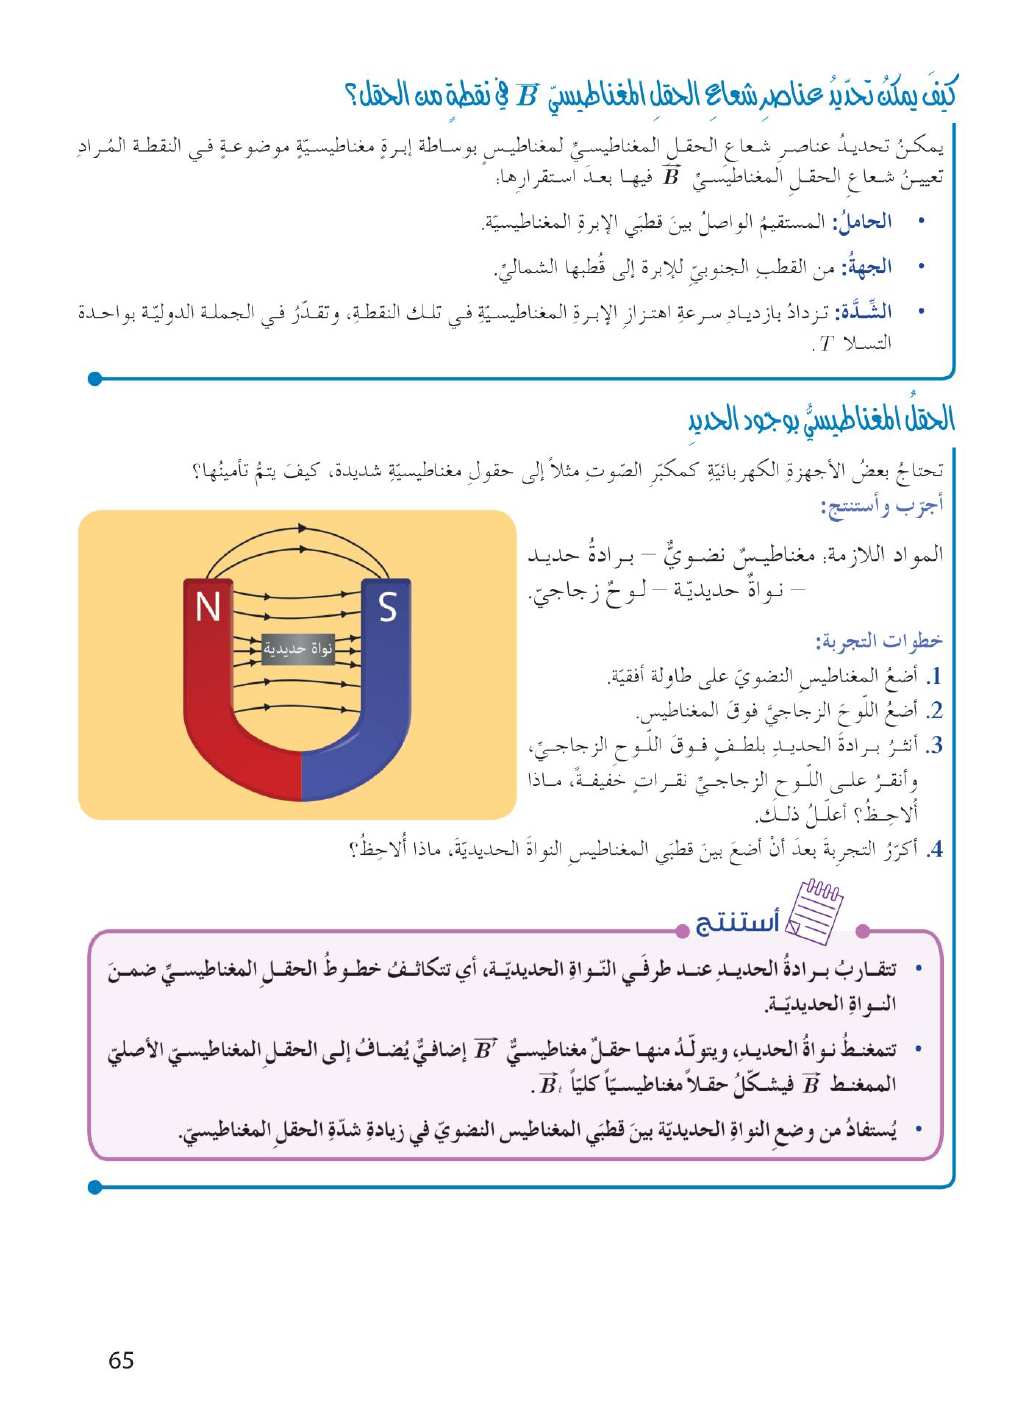 كيفَ يمكنُ تحدّيدُ عناصرِ شعاعِ الحقلِ المغناطيسيّ B في نقطةٍ من الحقل؟
يمكنُ تحديدُ عناصرِ شعاعِ الحقلِ المغناطيسيِّ لمغناطيسٍ بوساطة إبرةٍ مغناطيسيّةٍ موضوعةٍ في النقطة المُرادِ
تعيينُ شعاعِ الحقلِ المغناطيسيِّ B فيها بعدَ استقرارِها:
• الحاملُ: المستقيمُ الواصلُ بينَ قطبَي الإبرةِ المغناطيسيّة.
• الجهةُ: من القطبِ الجنوبيّ للإبرة إلى قُطبها الشماليِّ.
• الشّدَّة: تزدادُ بازديادِ سرعةِ اهتزازِ الإبرةِ المغناطيسيّةِ في تلك النقطةِ، وتقدّرُ في الجملة الدوليّة بواحدة
التسلا T.
الحقلُ المغناطيسيُّ بوجود الحديدِ
تحتاجُ بعضُ الأجهزةِ الكهربائيّةِ كمكبّرِ الصّوتِ مثلاً إلى حقولٍ مغناطيسيّةٍ شديدة، كيفَ يتمُّ تأمينُها؟
أجرّب وأستنتج:
المواد اللازمة: مغناطيسٌ نضويٌّ – برادةُ حديد
– نواةٌ حديديّة – لوحٌ زجاجيّ.
N
S
نواة حديدية
خطوات التجربة:
1. أضعُ المغناطيس النضويَ على طاولة أفقيّة.
2. أضعُ اللّوحَ الزجاجيَّ فوقَ المغناطيس.
3. أنثرُ برادةَ الحديدِ بلطفٍ فوقَ اللّوحِ الزجاجيِّ،
وأنقرُ على اللّوحِ الزجاجيِّ نقراتٍ خفيفةً، ماذا
أُلاحِظُ؟ أعلّلُ ذلكَ.
4. أكرّرُ التجربةَ بعدَ أنْ أضعَ بينَ قطبَي المغناطيسِ النواةَ الحديديّةَ، ماذا أُلاحِظُ؟
أستنتج
• تتقاربُ برادةُ الحديدِ عند طرفَي النّواةِ الحديديّة، أي تتكاثفُ خطوطُ الحقلِ المغناطيسيِّ ضمنَ
النواةِ الحديديّة.
• تتمغنطُ نواةُ الحديدِ، ويتولّدُ منها حقلٌ مغناطيسيٌّ B′ إضافيٌّ يُضافُ إلى الحقلِ المغناطيسيّ الأصليّ
الممغنط B فيشكّلُ حقلاً مغناطيسيّاً كليّاً Bₜ.
• يُستفادُ من وضعِ النواةِ الحديديّة بينَ قطبَي المغناطيس النضويّ في زيادةِ شدّةِ الحقلِ المغناطيسيّ.
65